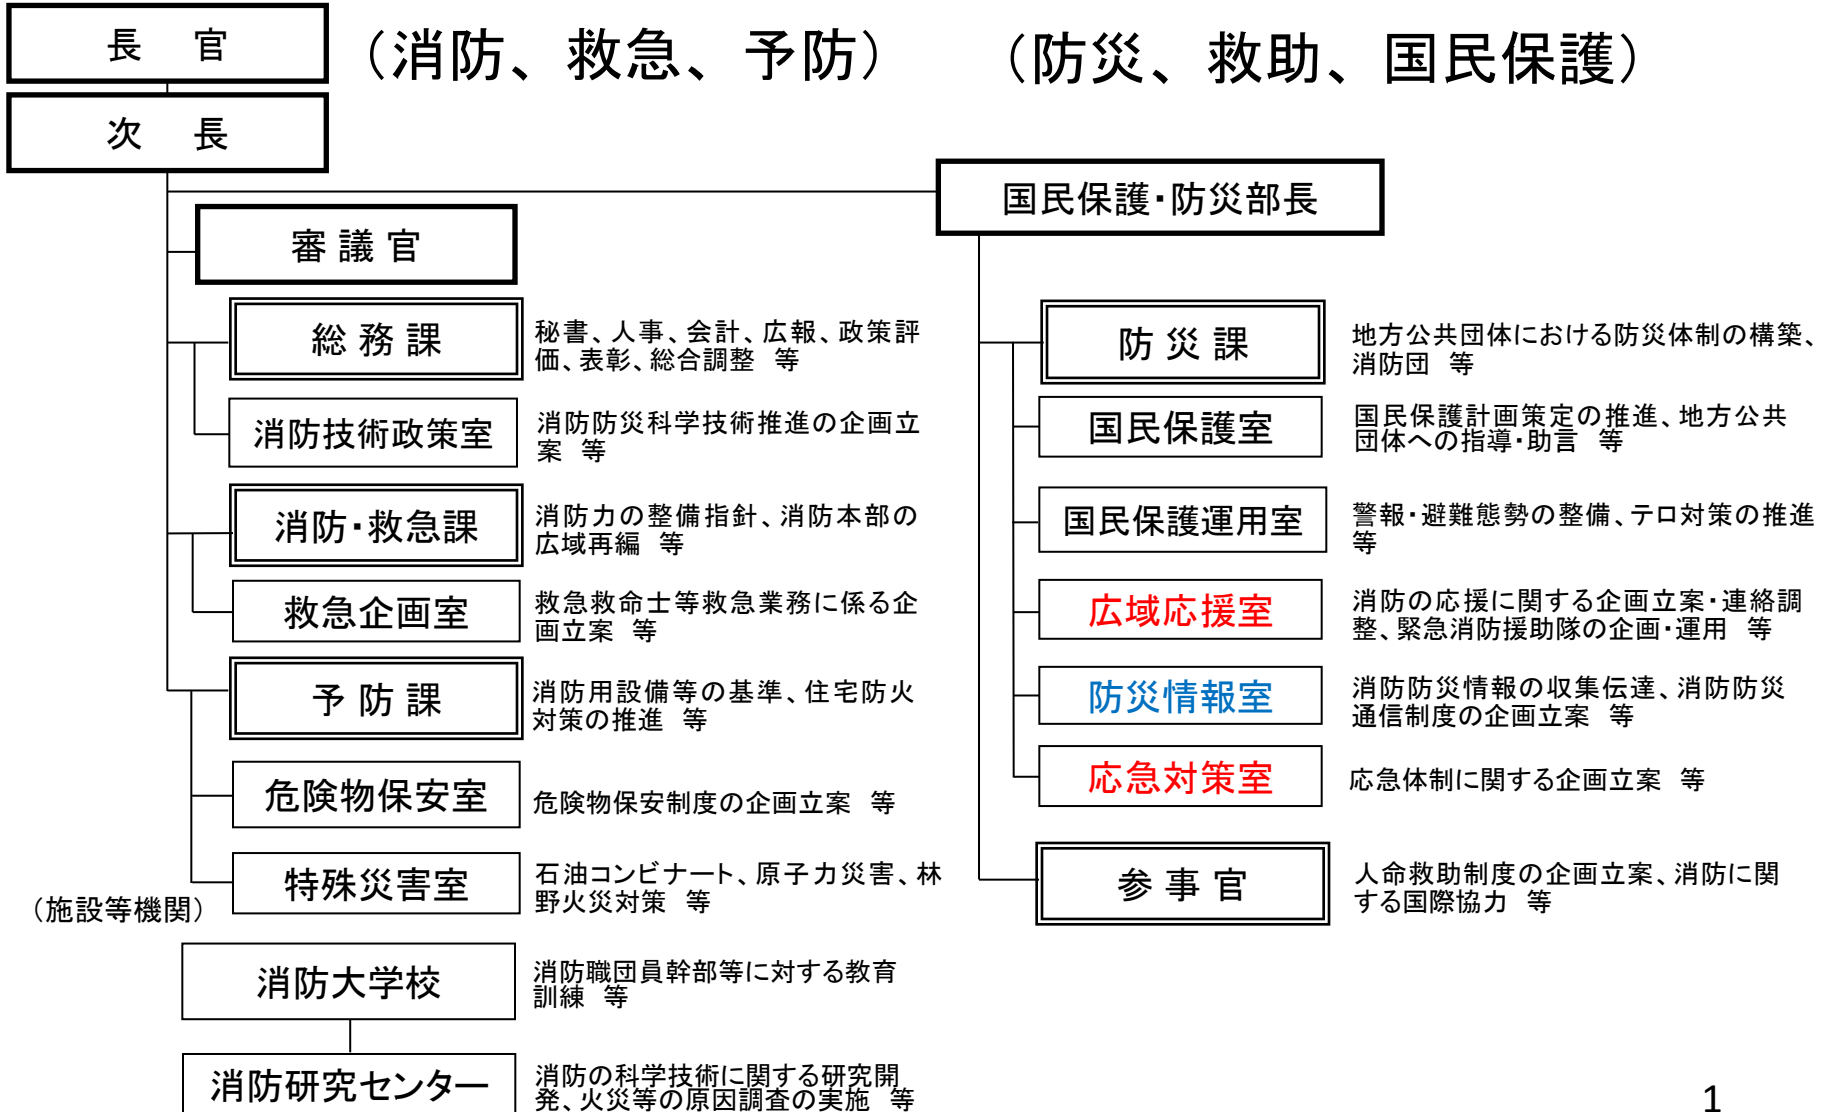 長　官
（消防、救急、予防）
（防災、救助、国民保護）
次　長
国民保護・防災部長
審議官
総務課
秘書、人事、会計、広報、政策評
価、表彰、総合調整　等
消防技術政策室
消防防災科学技術推進の企画立
案　等
消防・救急課
消防力の整備指針、消防本部の
広域再編　等
救急企画室
救急救命士等救急業務に係る企
画立案　等
予防課
消防用設備等の基準、住宅防火
対策の推進　等
危険物保安室
危険物保安制度の企画立案　等
特殊災害室
石油コンビナート、原子力災害、林
野火災対策　等
（施設等機関）
消防大学校
消防職団員幹部等に対する教育
訓練　等
消防研究センター
消防の科学技術に関する研究開
発、火災等の原因調査の実施　等
防災課
地方公共団体における防災体制の構築、
消防団　等
国民保護室
国民保護計画策定の推進、地方公共
団体への指導・助言　等
国民保護運用室
警報・避難態勢の整備、テロ対策の推進
等
広域応援室
消防の応援に関する企画立案・連絡調
整、緊急消防援助隊の企画・運用　等
防災情報室
消防防災情報の収集伝達、消防防災
通信制度の企画立案　等
応急対策室
応急体制に関する企画立案　等
参事官
人命救助制度の企画立案、消防に関
する国際協力　等
1